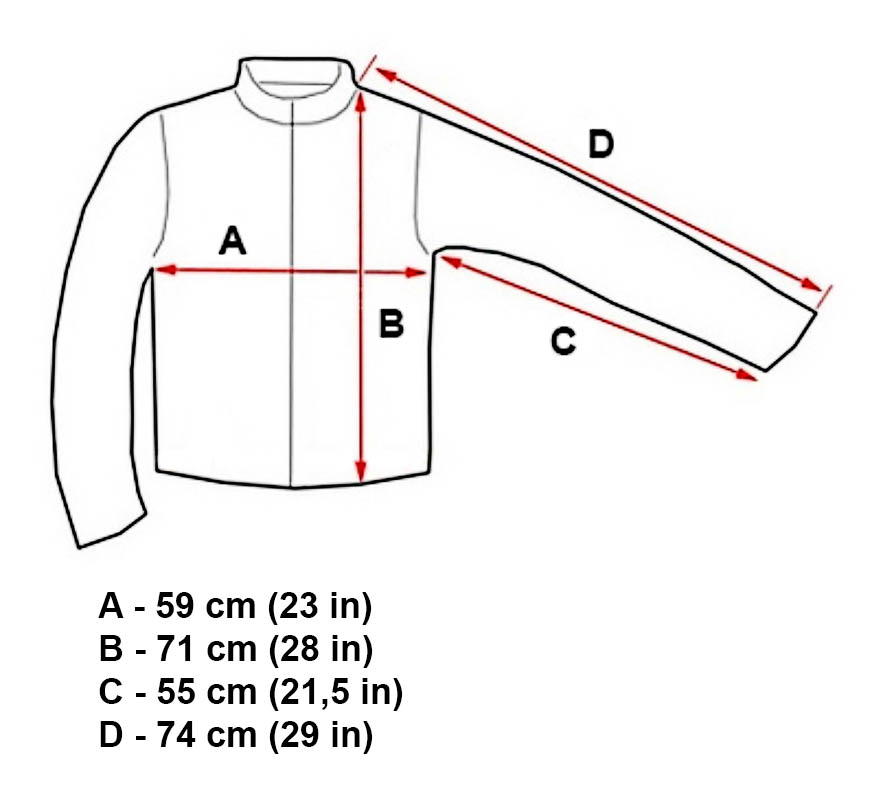 D
A
B
C
A - 59 cm (23 in)
B - 71 cm (28 in)
C - 55 cm (21,5 in)
D - 74 cm (29 in)